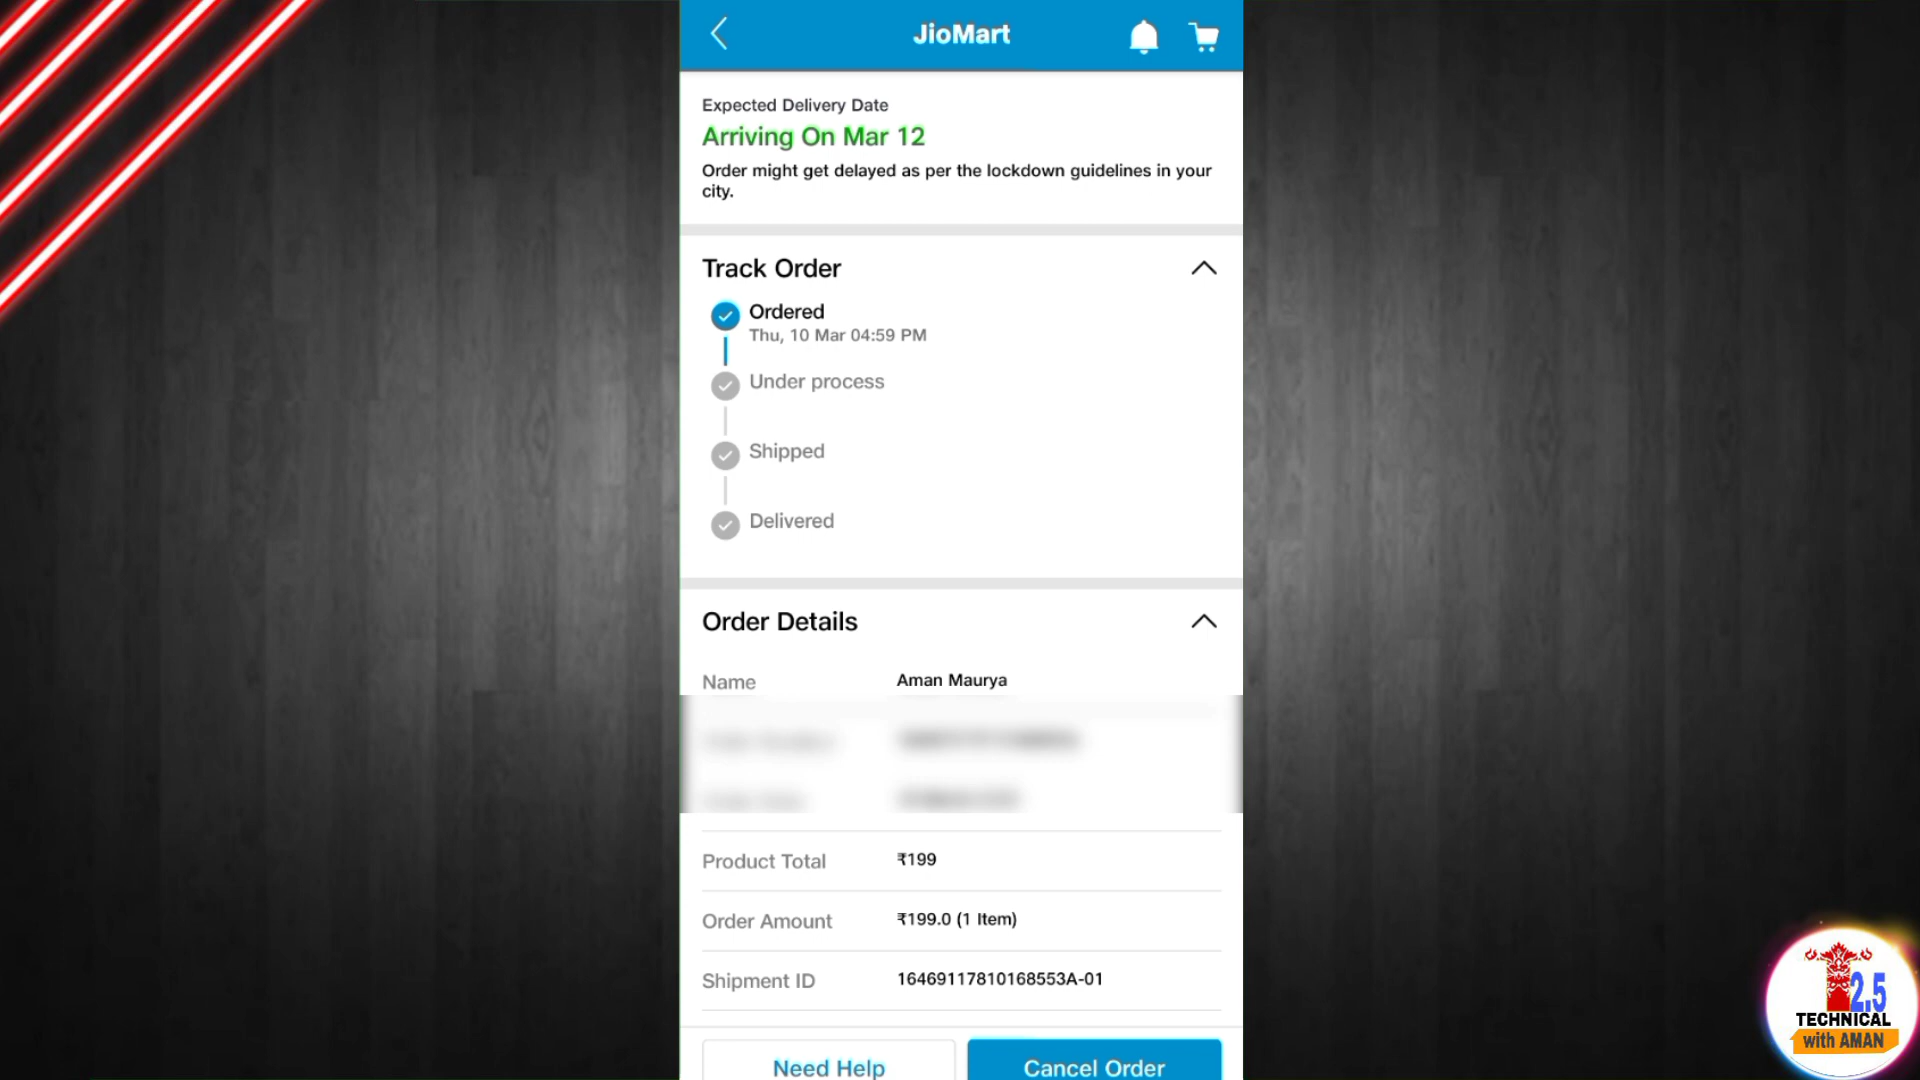 JioMart
Expected Delivery Date
Arriving On Mar 12
Order might get delayed as per the lockdown guidelines in your
city.
Track Order
Ordered
Thu, 10 Mar 04:59 PM
Under process
Shipped
Delivered
Order Details
Name Aman Maurya
Product Total ₹199
Order Amount ₹199.0 (1 Item)
Shipment ID 16469117810168553A-01
Need Help Cancel Order
2.5
TECHNICAL
with AMAN